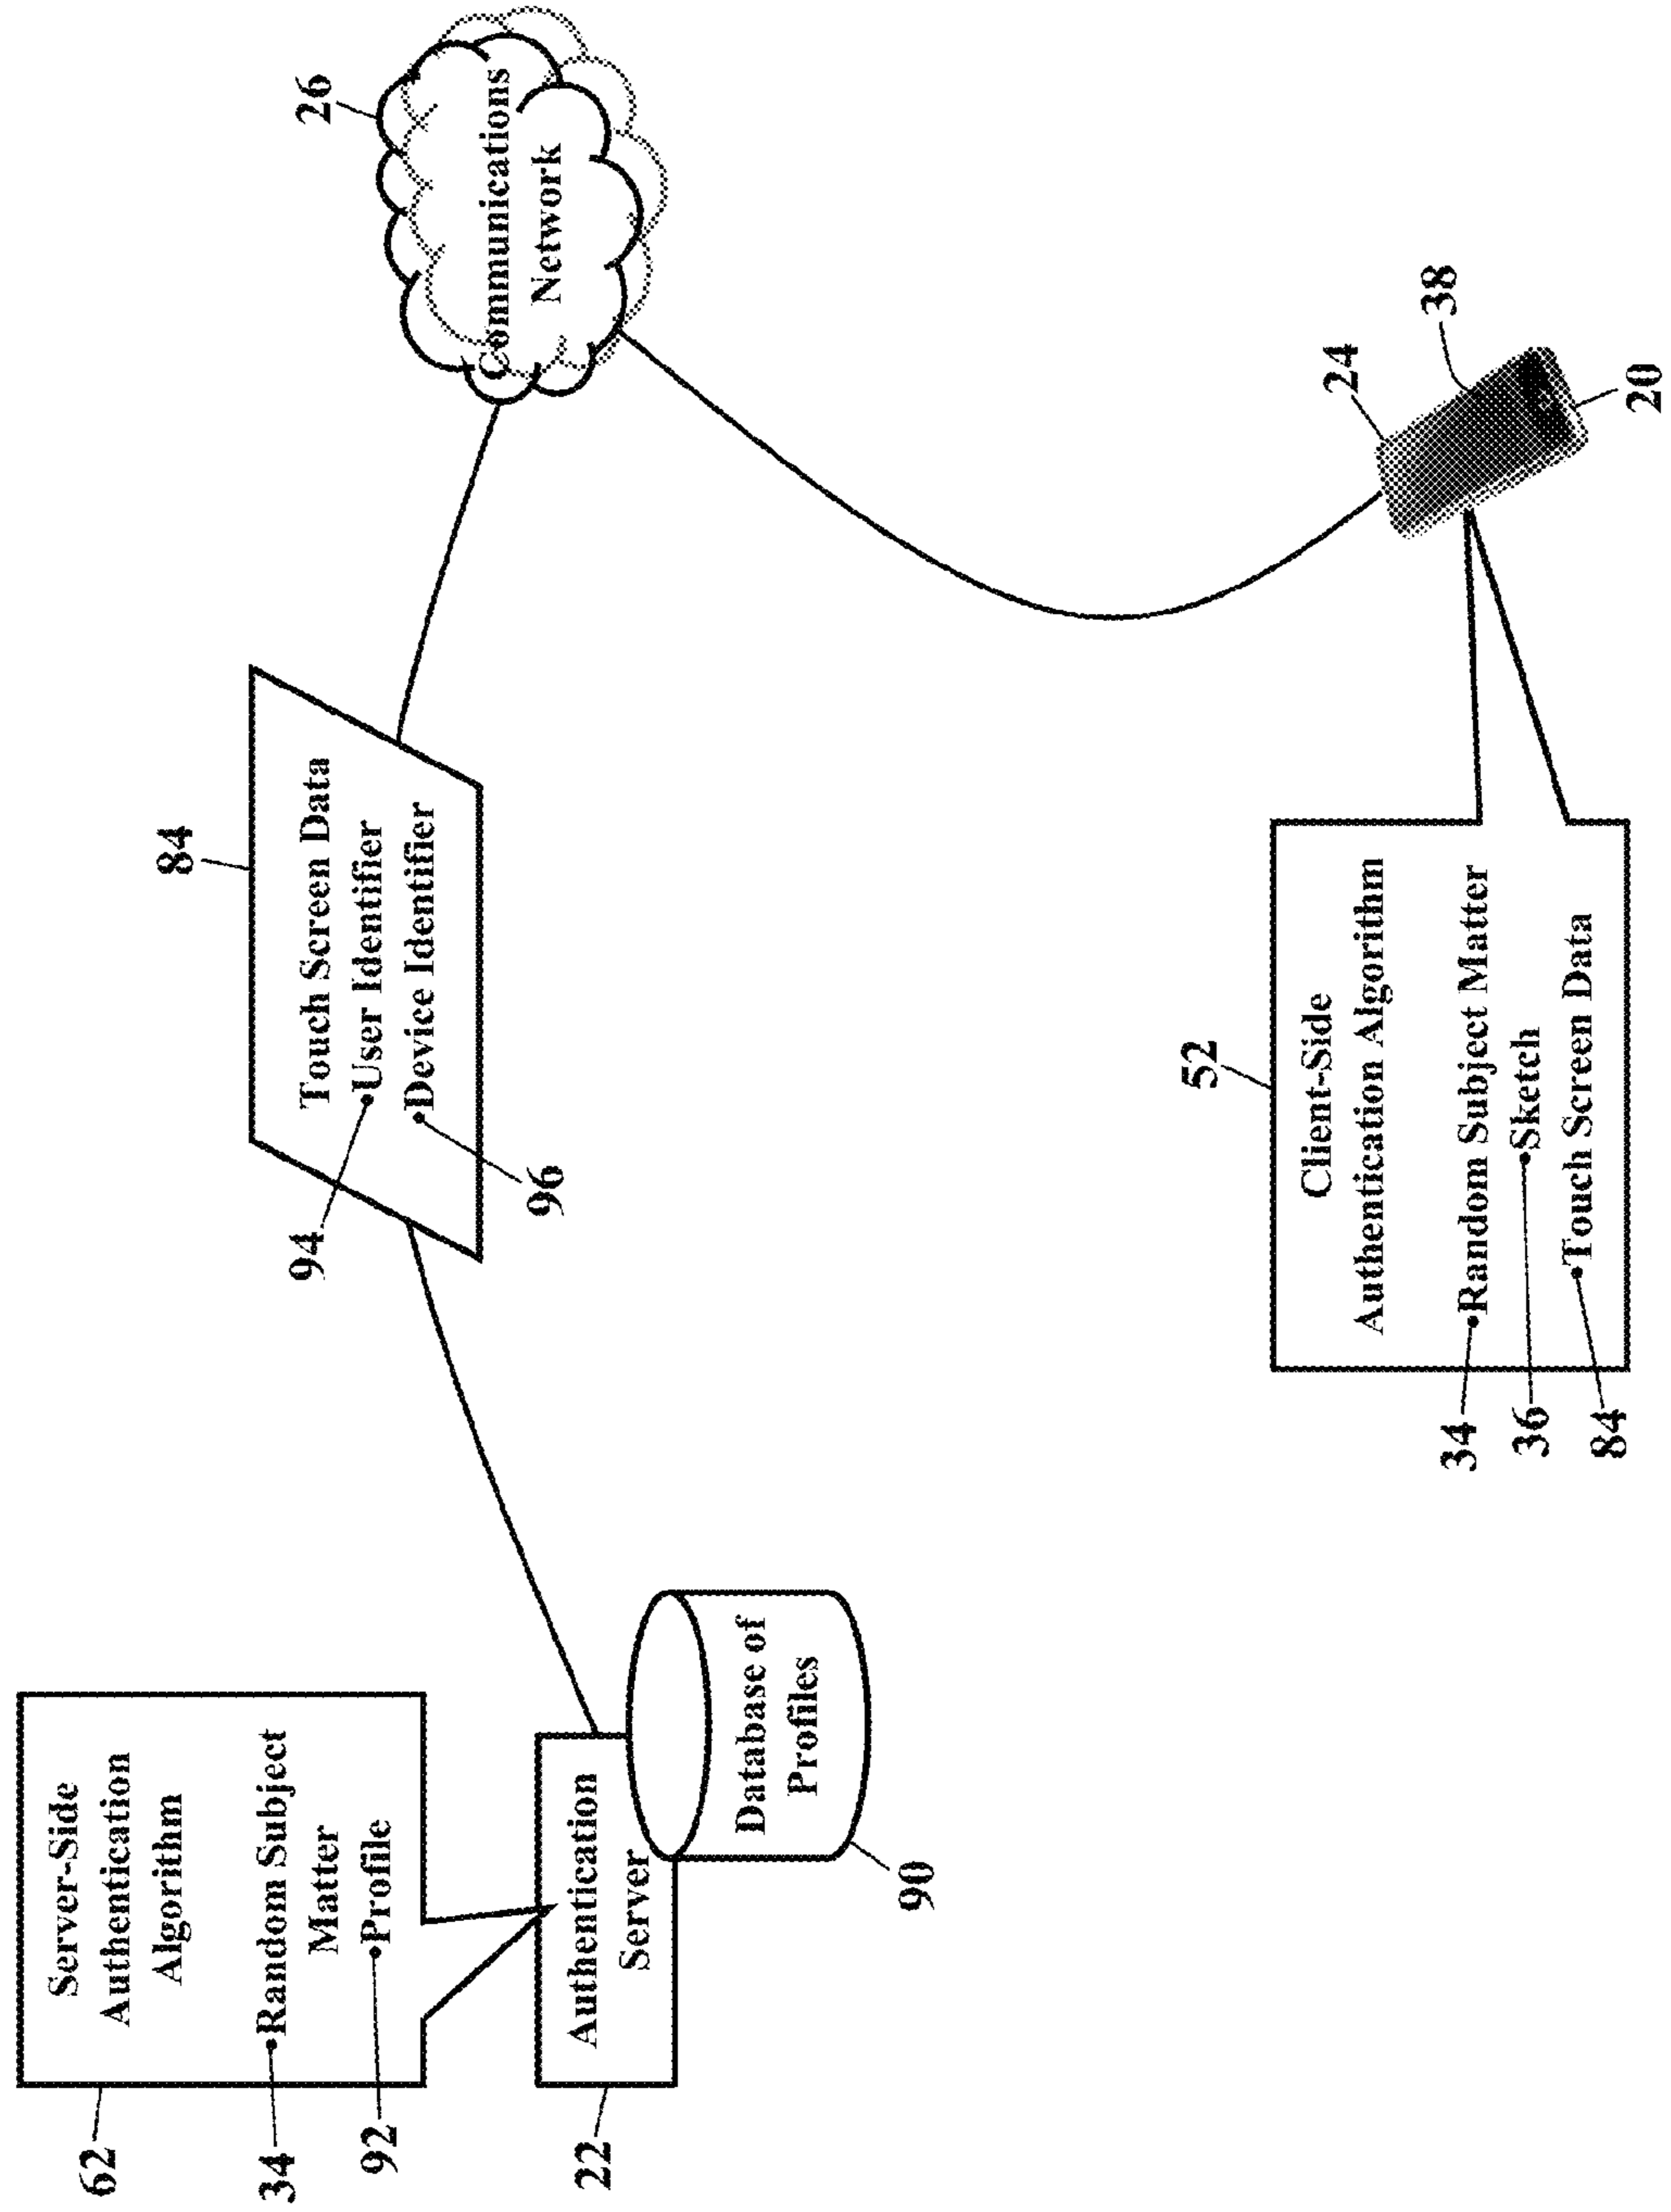 62
Server-Side
Authentication
Algorithm
34
•Random Subject
Matter
92
•Profile
22
Authentication
Server
Database of
Profiles
90
84
Touch Screen Data
94
•User Identifier
•Device Identifier
96
26
Communications
Network
52
Client-Side
Authentication Algorithm
34
•Random Subject Matter
36
•Sketch
84
•Touch Screen Data
24
38
20